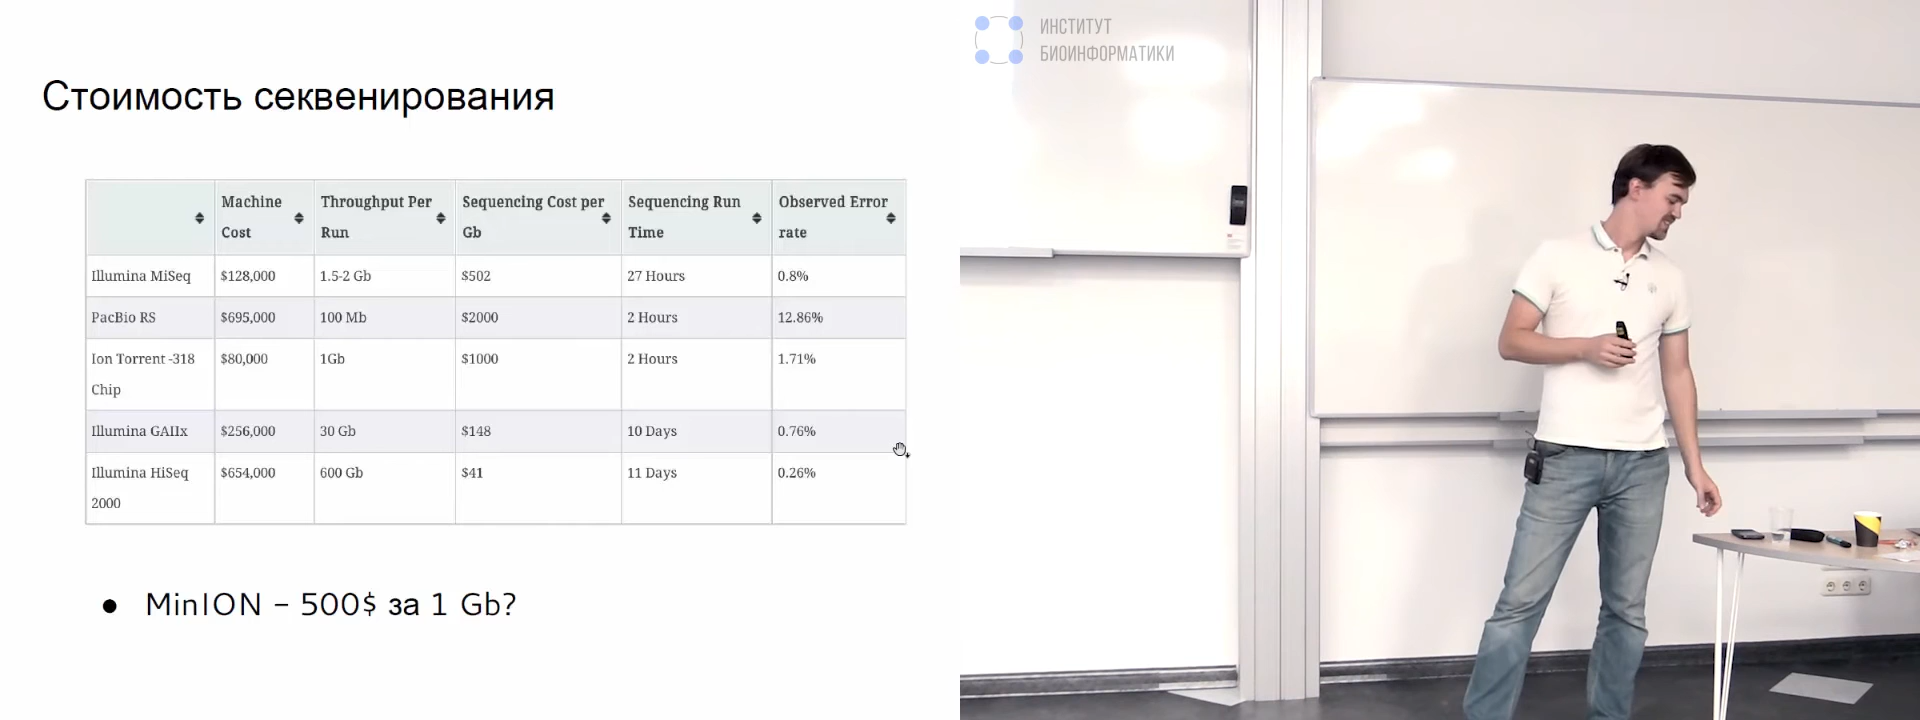 Стоимость секвенирования
Machine Cost Throughput Per Run Sequencing Cost per Gb Sequencing Run Time Observed Error rate
Illumina MiSeq $128,000 1.5-2 Gb $502 27 Hours 0.8%
PacBio RS $695,000 100 Mb $2000 2 Hours 12.86%
Ion Torrent -318 Chip $80,000 1Gb $1000 2 Hours 1.71%
Illumina GAIIx $256,000 30 Gb $148 10 Days 0.76%
Illumina HiSeq 2000 $654,000 600 Gb $41 11 Days 0.26%
● MinION – 500$ за 1 Gb?
ИНСТИТУТ
БИОИНФОРМАТИКИ